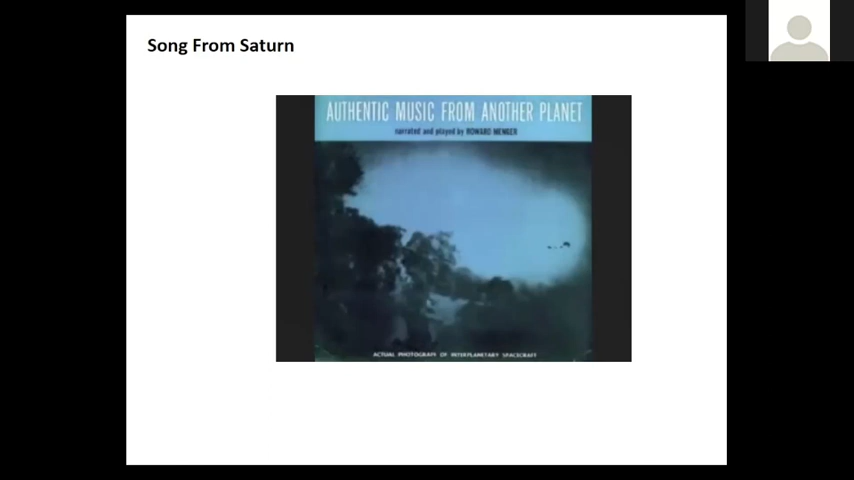 Song From Saturn
AUTHENTIC MUSIC FROM ANOTHER PLANET
narrated and played by HOWARD MENGER
ACTUAL PHOTOGRAPH OF INTERPLANETARY SPACECRAFT